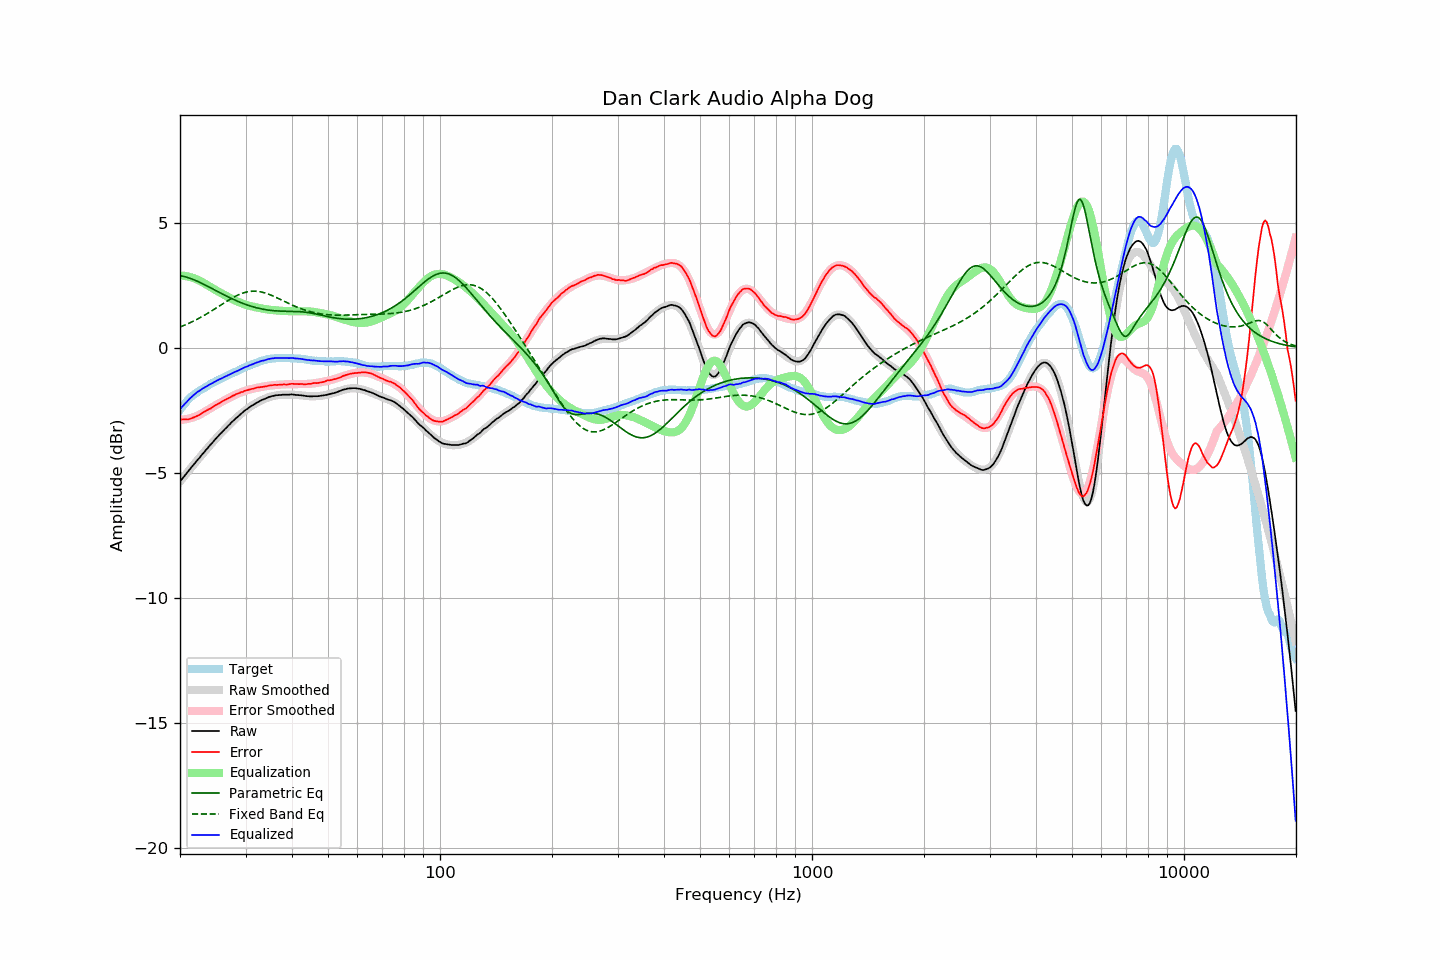 Dan Clark Audio Alpha Dog
5
0
−5
−10
−15
−20
Amplitude (dBr)
Target
Raw Smoothed
Error Smoothed
Raw
Error
Equalization
Parametric Eq
Fixed Band Eq
Equalized
100
1000
10000
Frequency (Hz)